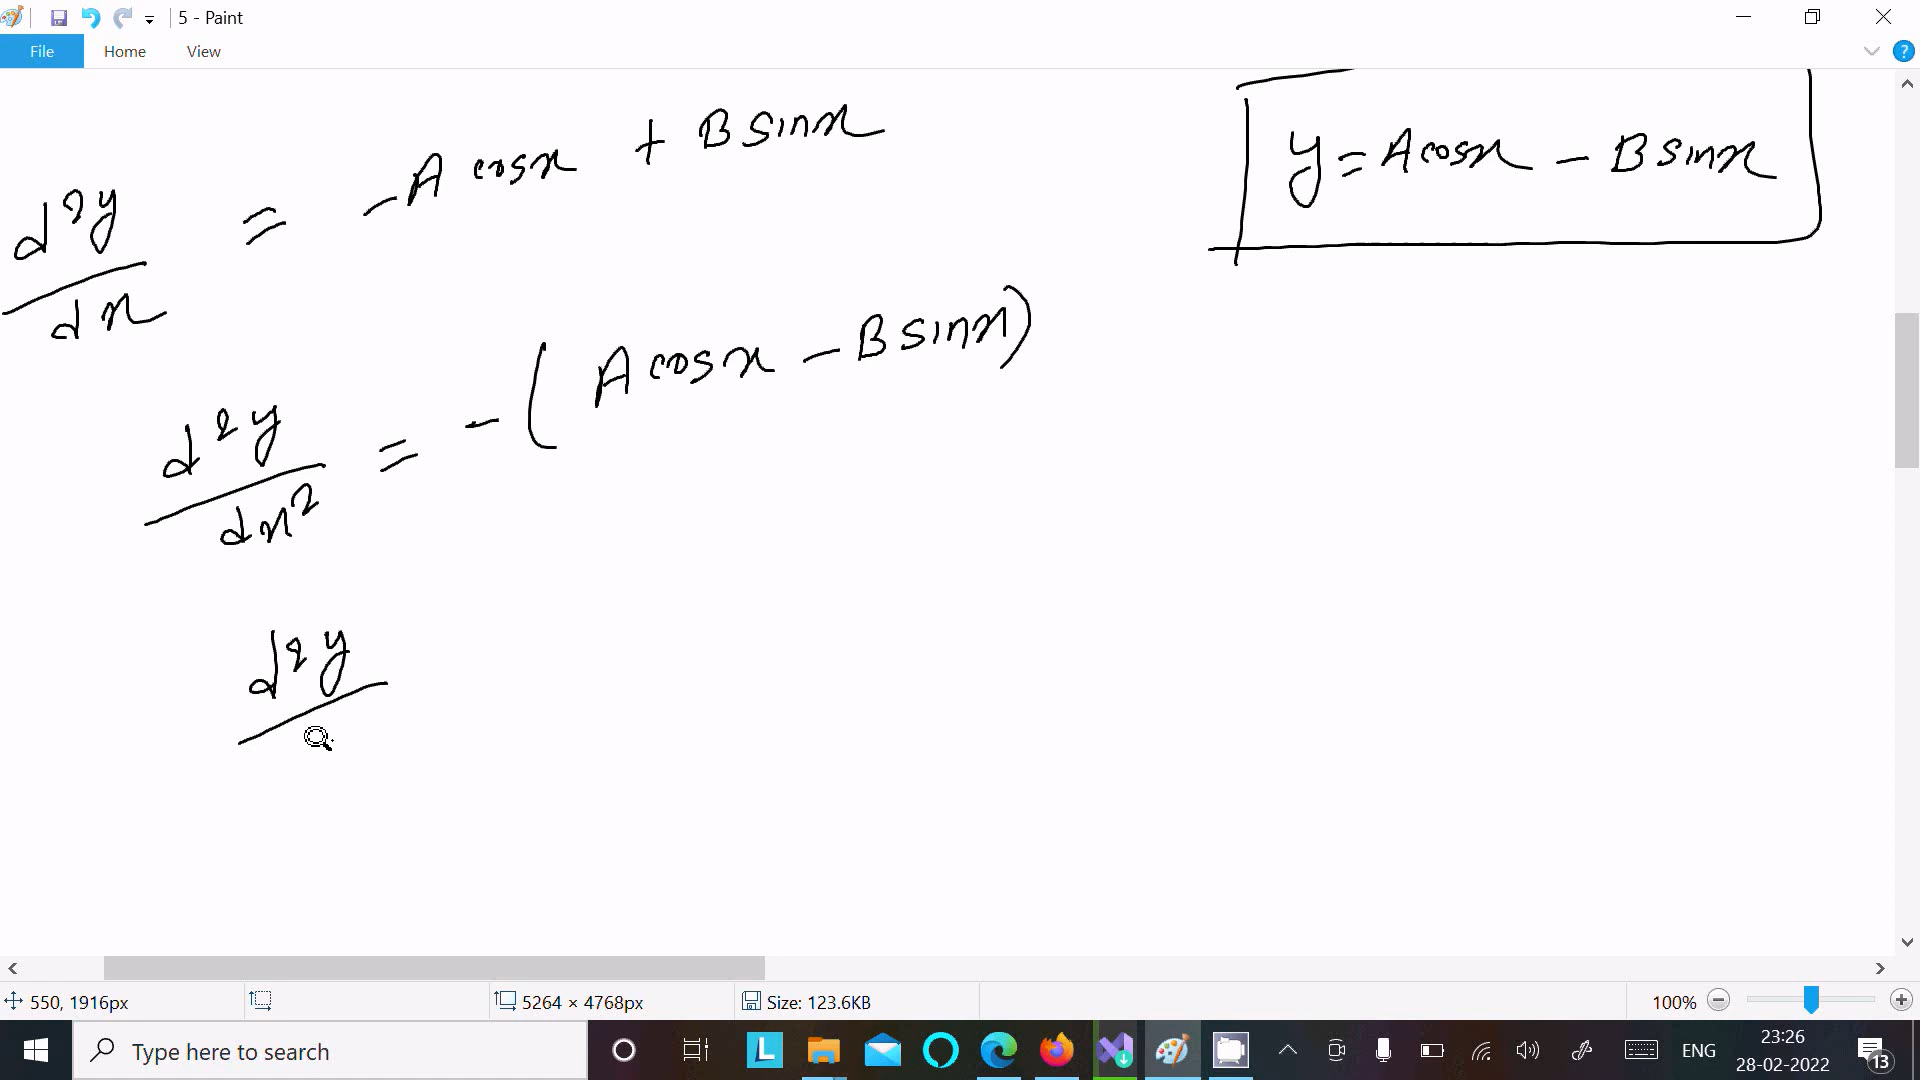 5 - Paint
File Home View
d²y/dx = -A cosx + B sinx
y = A cosx - B sinx
d²y/dx² = -(A cosx - B sinx)
d²y
550, 1916px 5264 × 4768px Size: 123.6KB 100%
Type here to search
L
ENG
23:26
28-02-2022
13